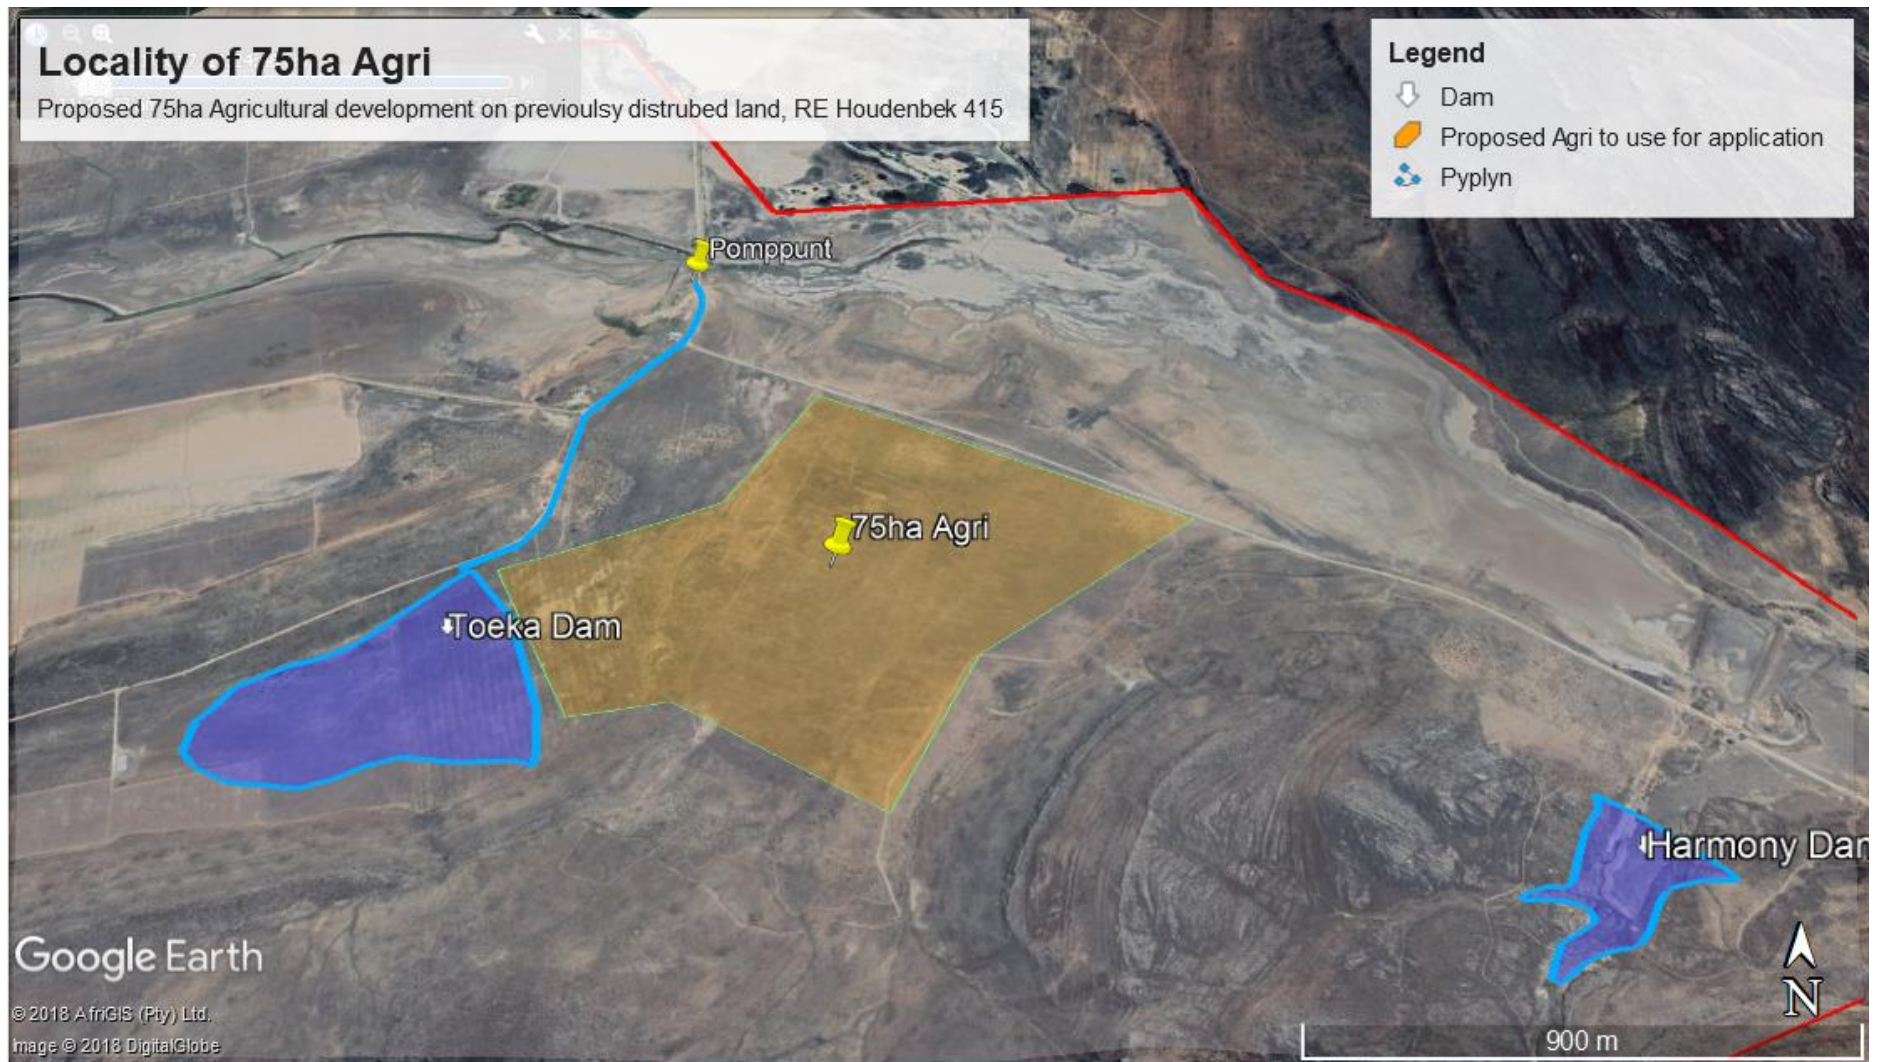 Locality of 75ha Agri
Proposed 75ha Agricultural development on previoulsy distrubed land, RE Houdenbek 415
Legend
Dam
Proposed Agri to use for application
Pyplyn
Pomppunt
75ha Agri
Toeka Dam
Harmony Dam
Google Earth
N
© 2018 AfriGIS (Pty) Ltd.
Image © 2018 DigitalGlobe
900 m